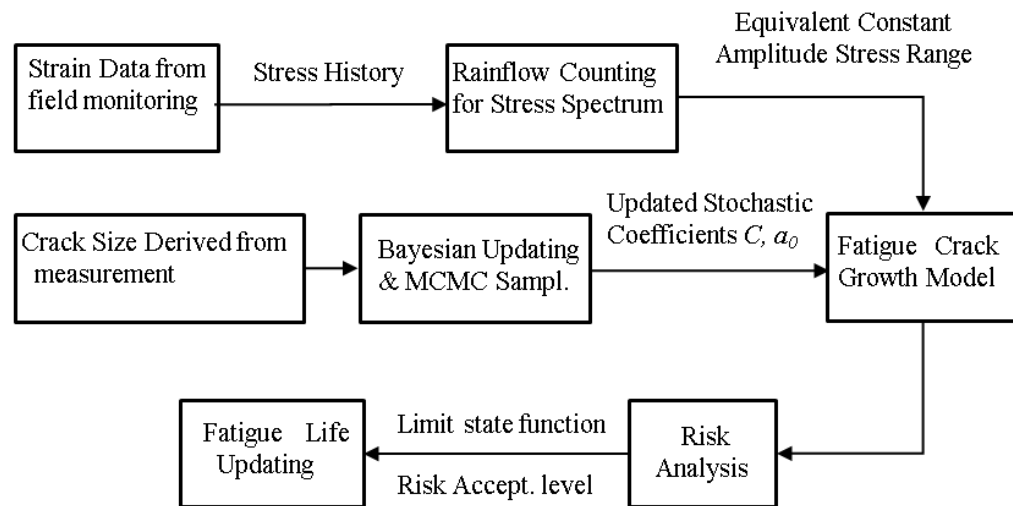 Equivalent Constant
Amplitude Stress Range
Strain Data from
field monitoring
Stress History
Rainflow Counting
for Stress Spectrum
Updated Stochastic
Coefficients C, a0
Crack Size Derived from
measurement
Bayesian Updating
& MCMC Sampl.
Fatigue Crack
Growth Model
Fatigue Life
Updating
Limit state function
Risk Accept. level
Risk
Analysis